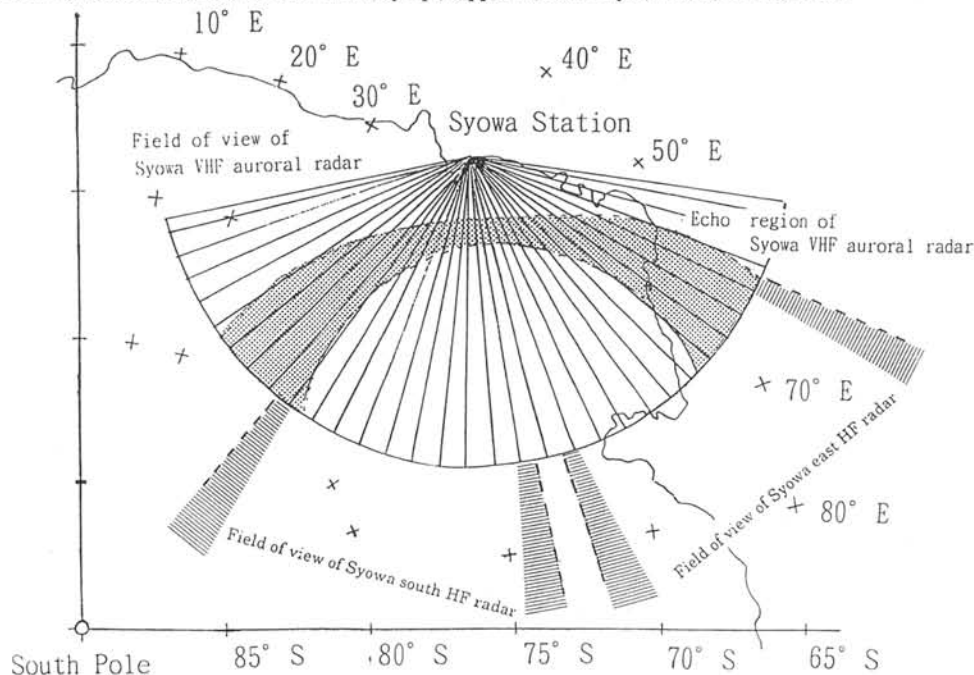 10° E
20° E
30° E
40° E
Syowa Station
50° E
Field of view of
Syowa VHF auroral radar
Echo region of
Syowa VHF auroral radar
70° E
80° E
Field of view of Syowa east HF radar
Field of view of Syowa south HF radar
South Pole
85° S
80° S
75° S
70° S
65° S